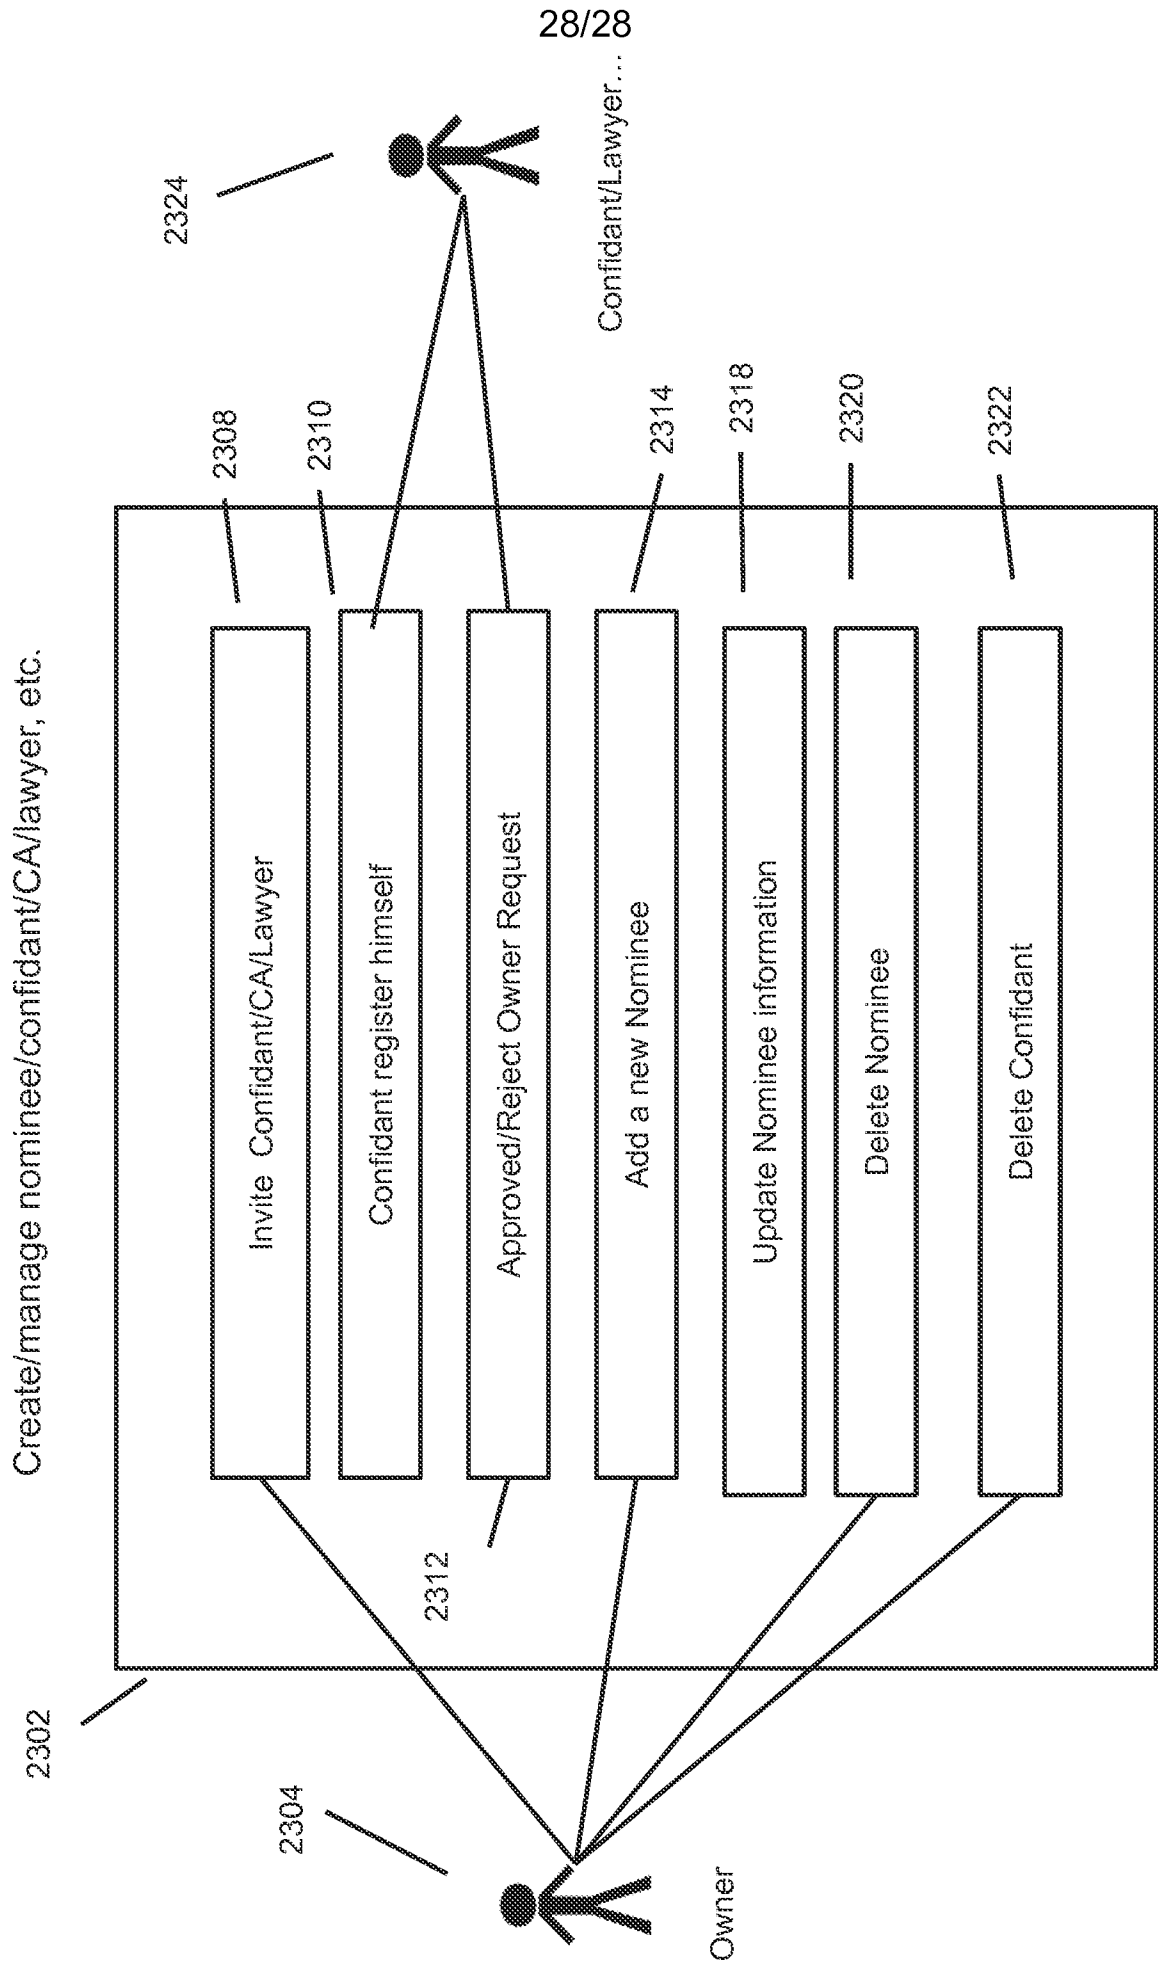 28/28
Create/manage nominee/confidant/CA/lawyer, etc.
2302
2304
Owner
Invite Confidant/CA/Lawyer
2308
Confidant register himself
2310
Approved/Reject Owner Request
2312
Add a new Nominee
2314
Update Nominee information
2318
Delete Nominee
2320
Delete Confidant
2322
2324
Confidant/Lawyer...